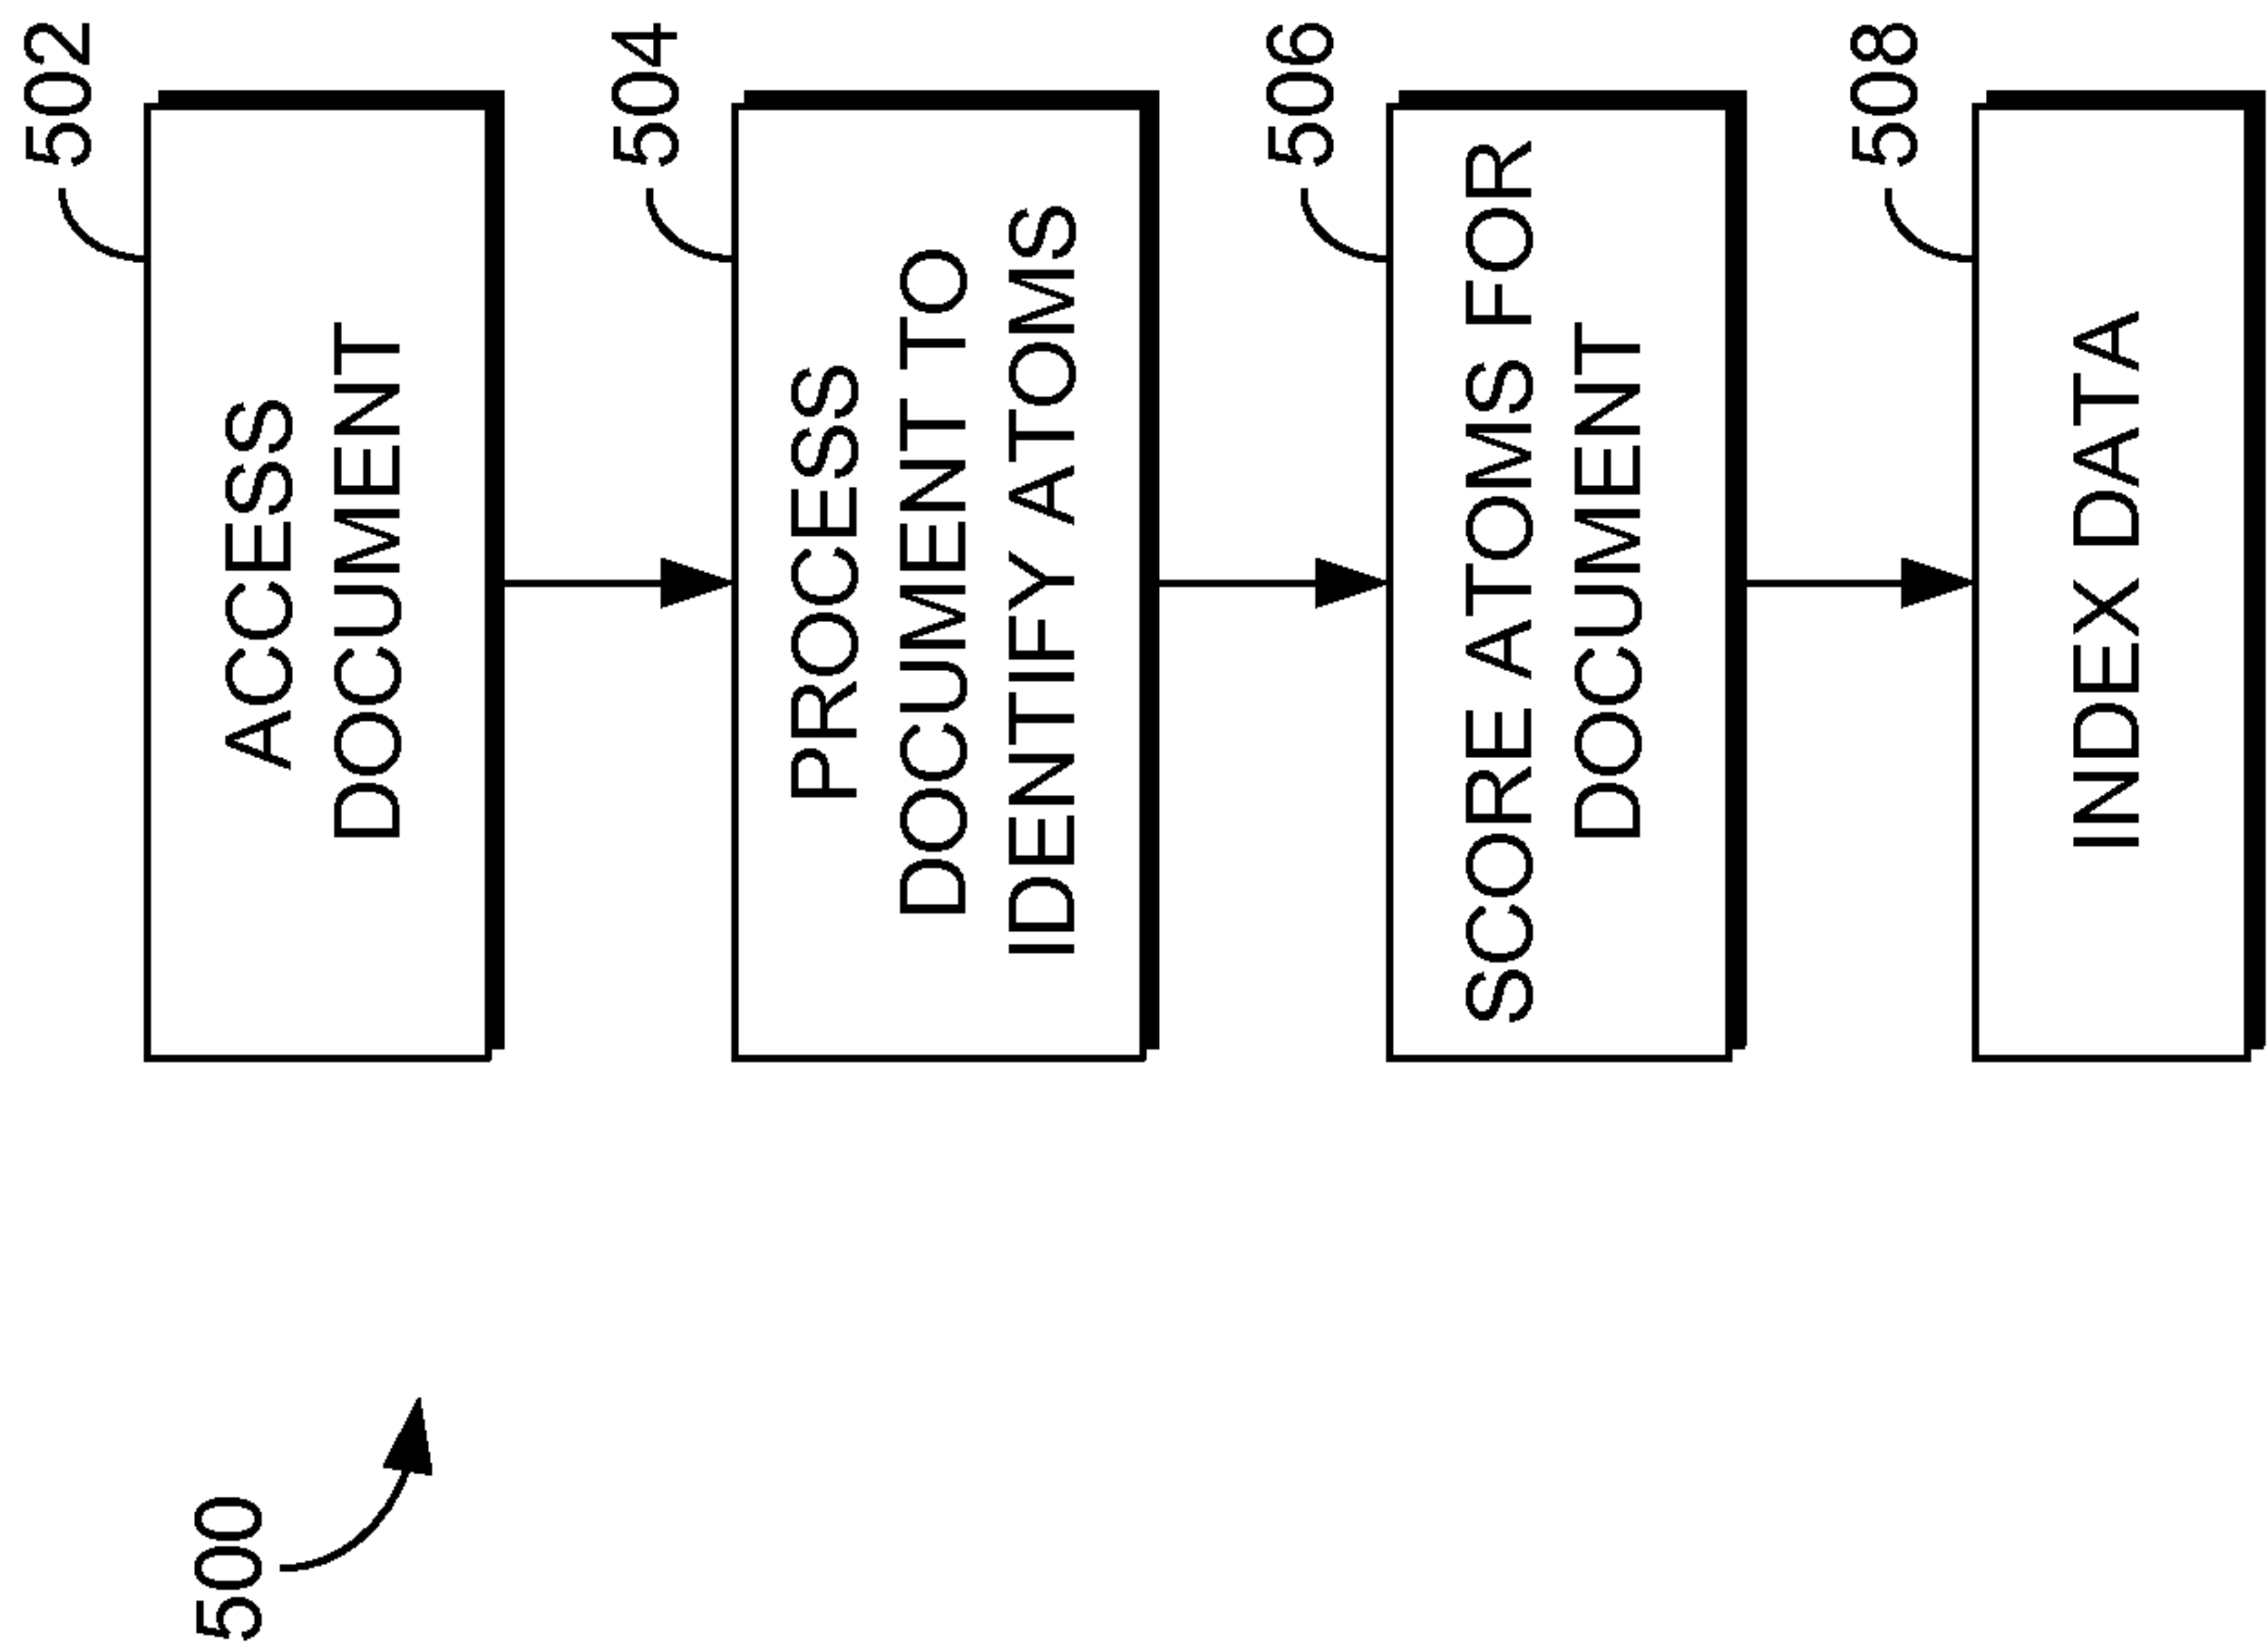 500
502
ACCESS
DOCUMENT
504
PROCESS
DOCUMENT TO
IDENTIFY ATOMS
506
SCORE ATOMS FOR
DOCUMENT
508
INDEX DATA